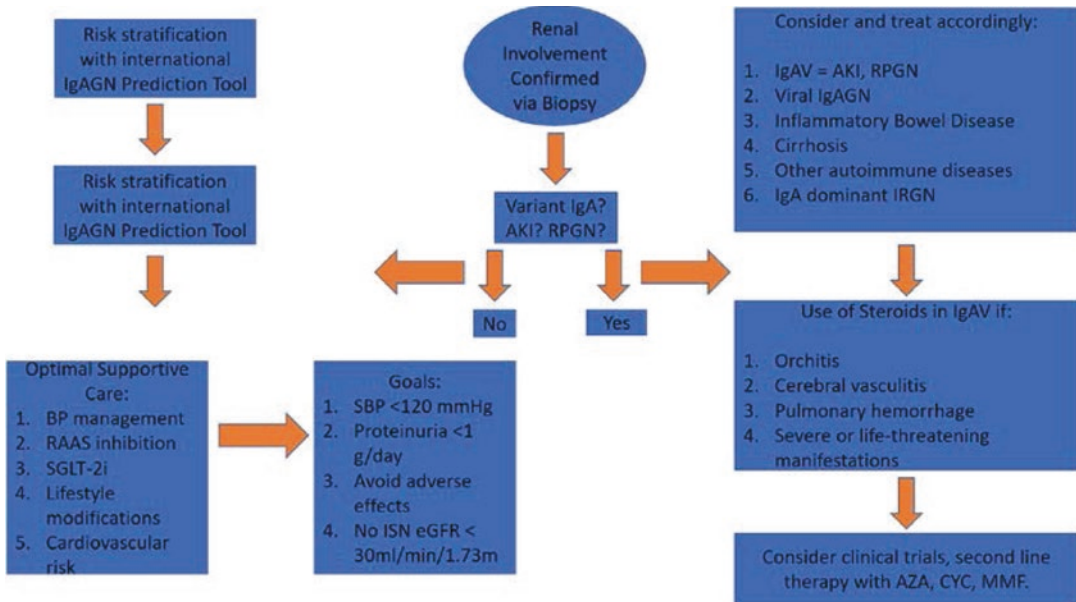 Risk stratification
with international
IgAGN Prediction Tool
Risk stratification
with international
IgAGN Prediction Tool
Renal
Involvement
Confirmed
via Biopsy
Variant IgA?
AKI? RPGN?
No
Yes
Optimal Supportive
Care:
1. BP management
2. RAAS inhibition
3. SGLT-2i
4. Lifestyle
modifications
5. Cardiovascular
risk
Goals:
1. SBP <120 mmHg
2. Proteinuria <1
g/day
3. Avoid adverse
effects
4. No ISN eGFR <
30ml/min/1.73m
Consider and treat accordingly:
1. IgAV = AKI, RPGN
2. Viral IgAGN
3. Inflammatory Bowel Disease
4. Cirrhosis
5. Other autoimmune diseases
6. IgA dominant IRGN
Use of Steroids in IgAV if:
1. Orchitis
2. Cerebral vasculitis
3. Pulmonary hemorrhage
4. Severe or life-threatening
manifestations
Consider clinical trials, second line
therapy with AZA, CYC, MMF.